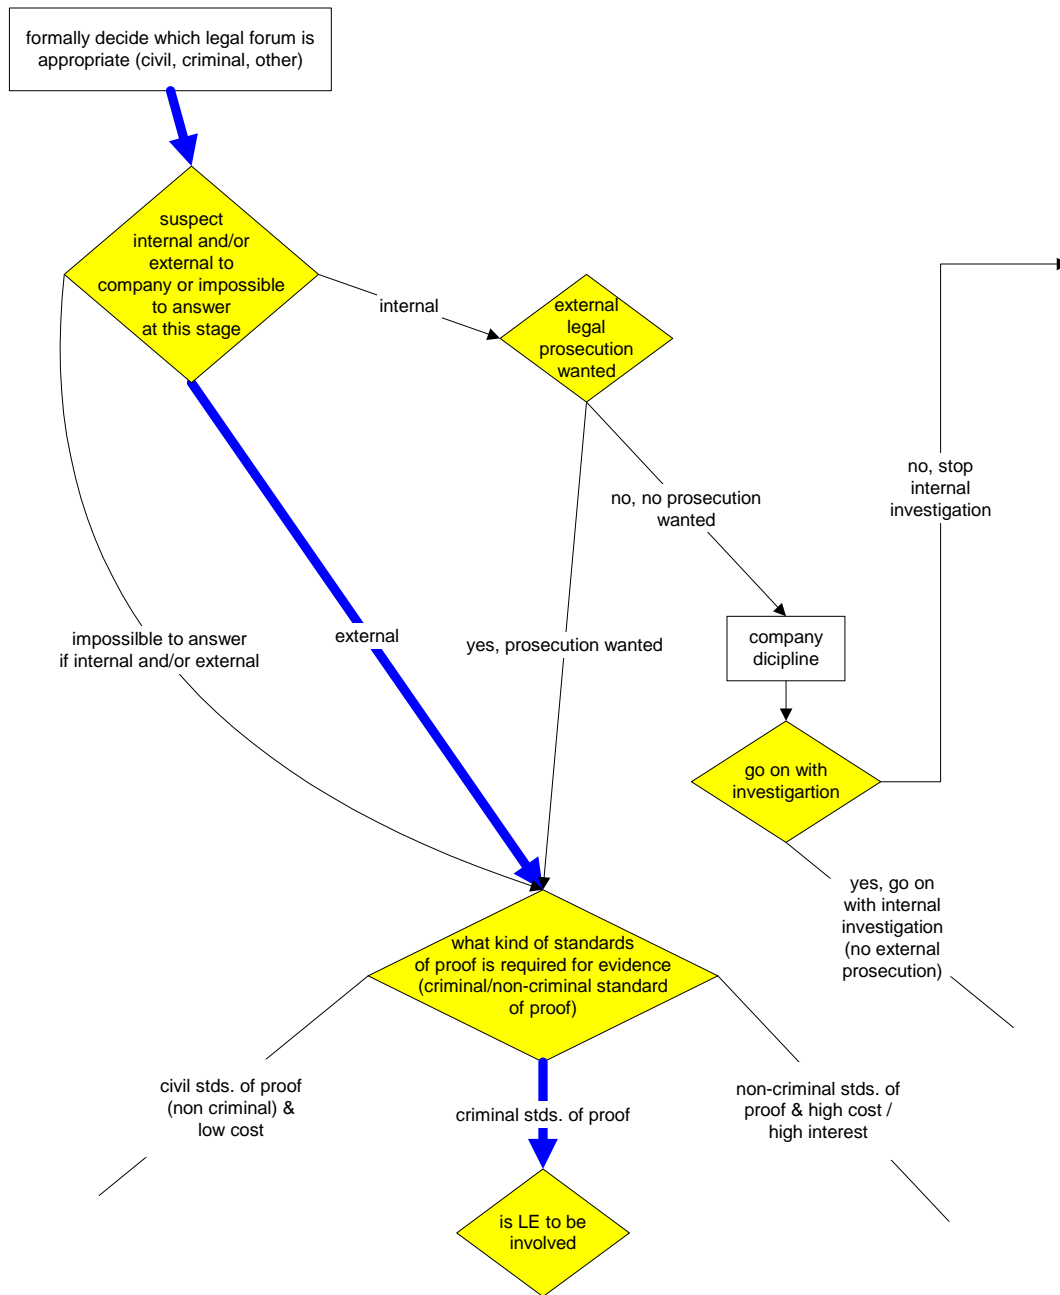 formally decide which legal forum is
appropriate (civil, criminal, other)
suspect
internal and/or
external to
company or impossible
to answer
at this stage
internal
external
legal
prosecution
wanted
no, stop
internal
investigation
no, no prosecution
wanted
impossilble to answer
if internal and/or external
external
yes, prosecution wanted
company
dicipline
go on with
investigartion
yes, go on
with internal
investigation
(no external
prosecution)
what kind of standards
of proof is required for evidence
(criminal/non-criminal standard
of proof)
civil stds. of proof
(non criminal) &
low cost
criminal stds. of proof
non-criminal stds. of
proof & high cost /
high interest
is LE to be
involved